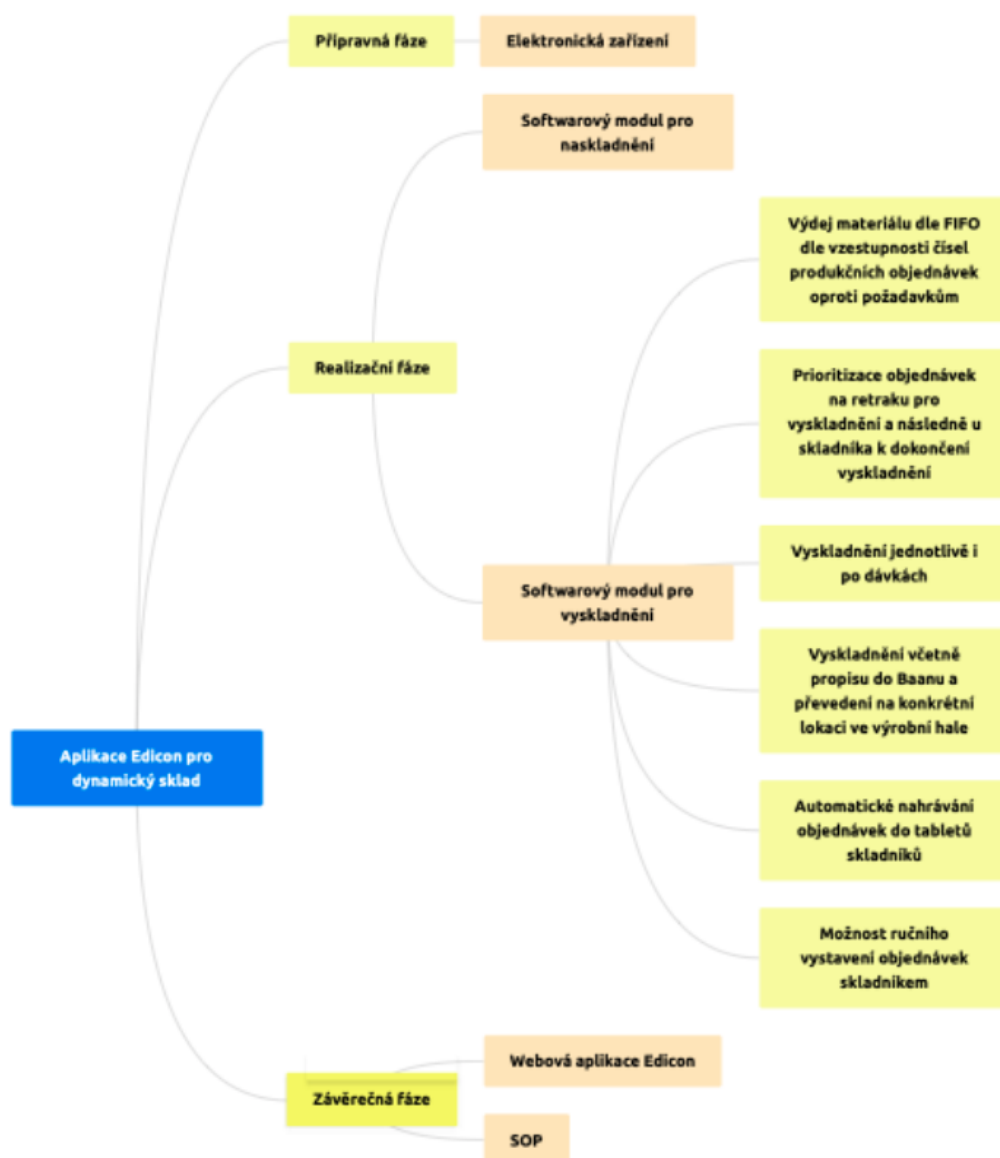 Přípravná fáze
Elektronická zařízení
Softwarový modul pro
naskladnění
Výdej materiálu dle FIFO
dle vzestupnosti čísel
produkčních objednávek
oproti požadavkům
Realizační fáze
Prioritizace objednávek
na retraku pro
vyskladnění a následně u
skladníka k dokončení
vyskladnění
Vyskladnění jednotlivě i
po dávkách
Softwarový modul pro
vyskladnění
Vyskladnění včetně
propisu do Baanu a
převedení na konkrétní
lokaci ve výrobní hale
Aplikace Edicon pro
dynamický sklad
Automatické nahrávání
objednávek do tabletů
skladníků
Možnost ručního
vystavení objednávek
skladníkem
Webová aplikace Edicon
Závěrečná fáze
SOP